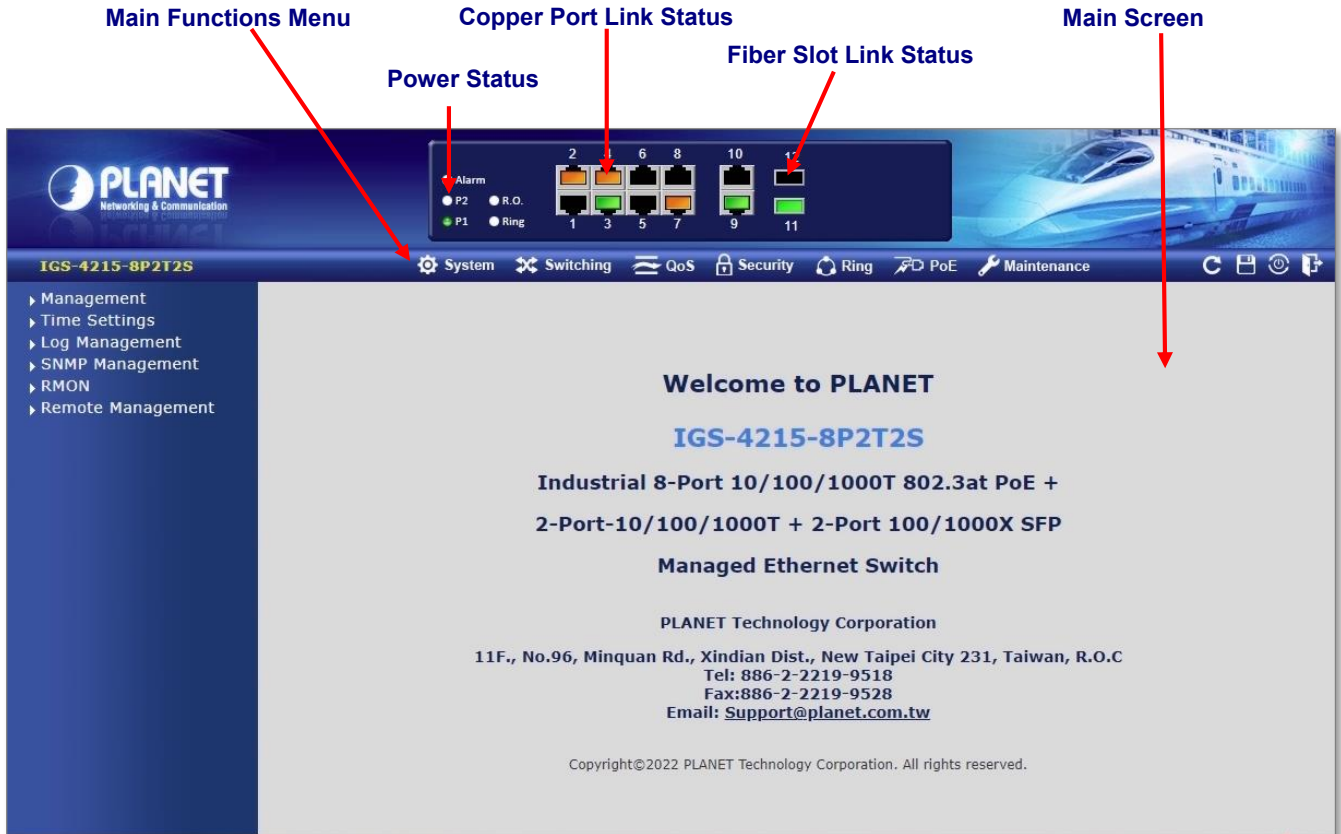 Main Functions Menu
Copper Port Link Status
Main Screen
Fiber Slot Link Status
Power Status
PLANET
Networking & Communication
2 4 6 8 10 12
Alarm
P2 R.O.
P1 Ring
1 3 5 7 9 11
IGS-4215-8P2T2S
System Switching QoS Security Ring PoE Maintenance
Management
Time Settings
Log Management
SNMP Management
RMON
Remote Management
Welcome to PLANET
IGS-4215-8P2T2S
Industrial 8-Port 10/100/1000T 802.3at PoE +
2-Port-10/100/1000T + 2-Port 100/1000X SFP
Managed Ethernet Switch
PLANET Technology Corporation
11F., No.96, Minquan Rd., Xindian Dist., New Taipei City 231, Taiwan, R.O.C
Tel: 886-2-2219-9518
Fax:886-2-2219-9528
Email: Support@planet.com.tw
Copyright©2022 PLANET Technology Corporation. All rights reserved.